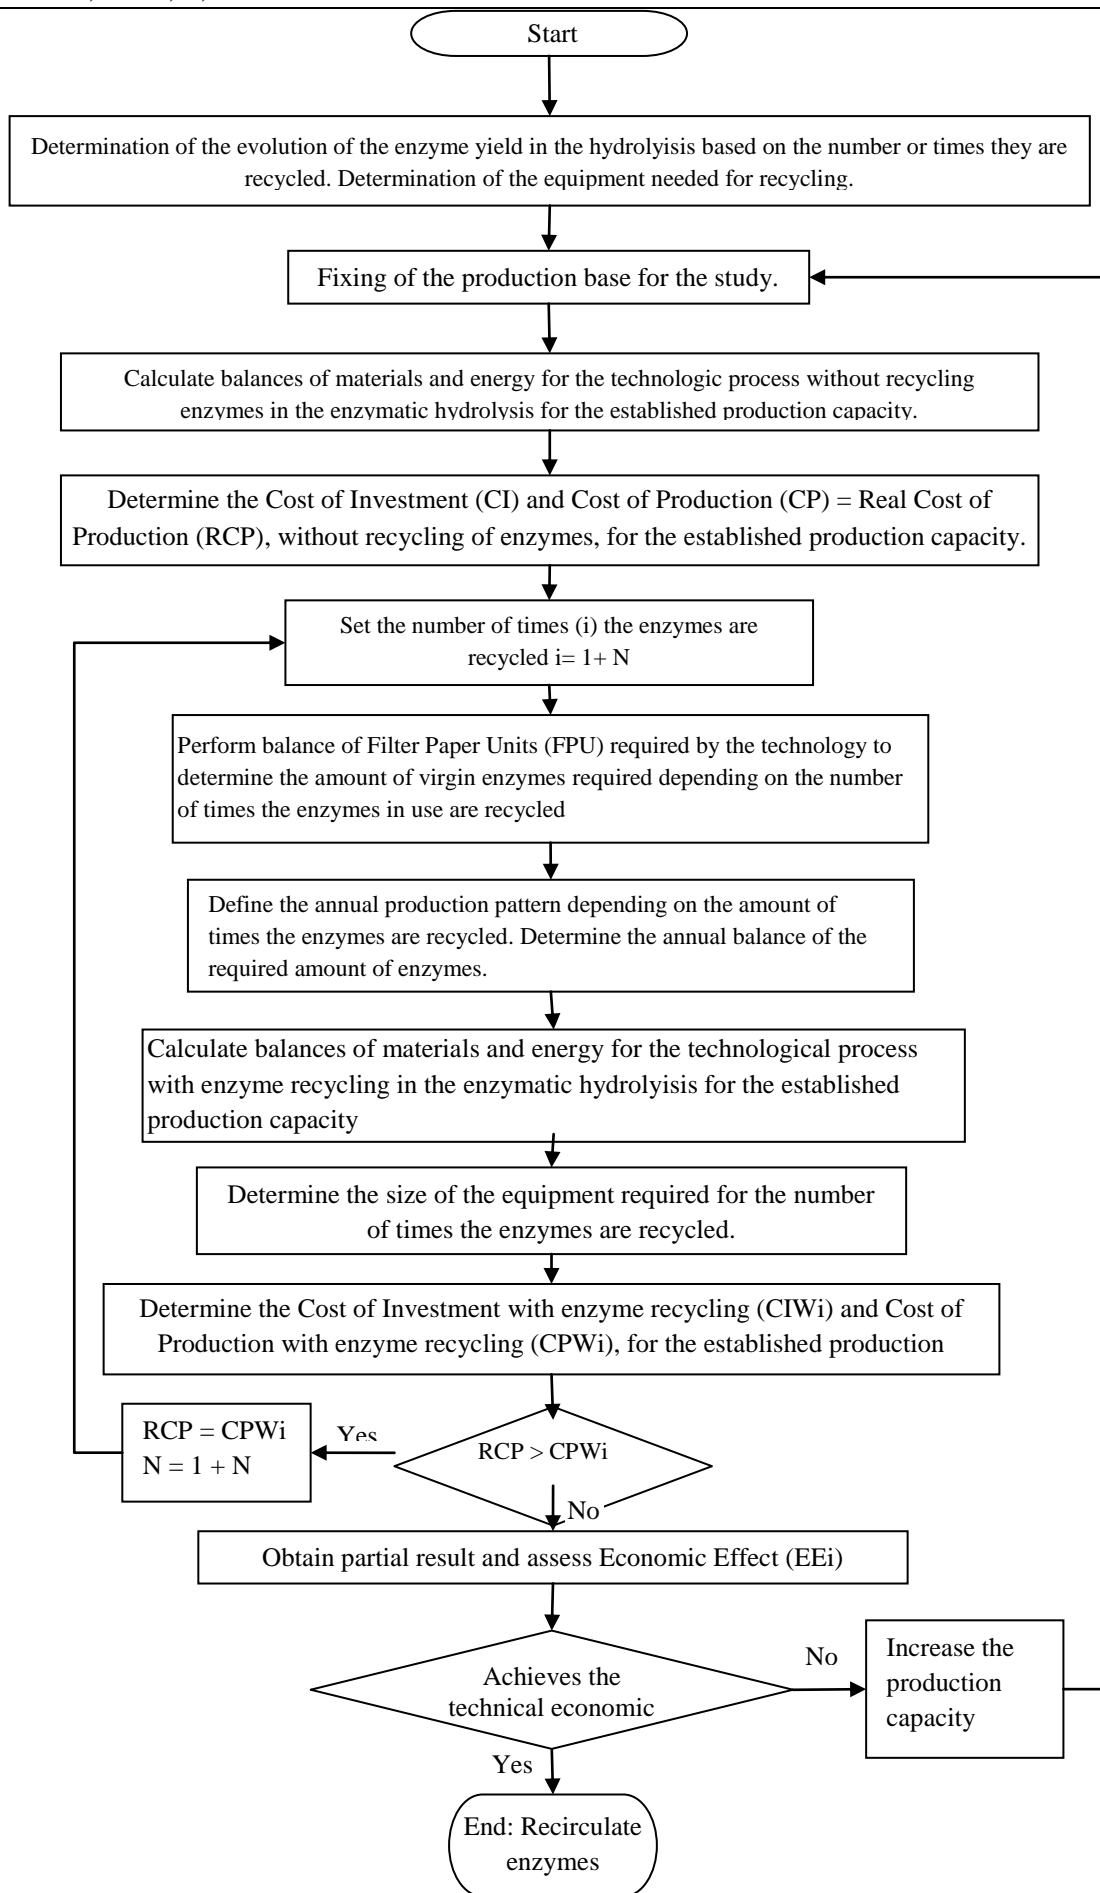 Start
Determination of the evolution of the enzyme yield in the hydrolyisis based on the number or times they are
recycled. Determination of the equipment needed for recycling.
Fixing of the production base for the study.
Calculate balances of materials and energy for the technologic process without recycling
enzymes in the enzymatic hydrolysis for the established production capacity.
Determine the Cost of Investment (CI) and Cost of Production (CP) = Real Cost of
Production (RCP), without recycling of enzymes, for the established production capacity.
Set the number of times (i) the enzymes are
recycled i= 1+ N
Perform balance of Filter Paper Units (FPU) required by the technology to
determine the amount of virgin enzymes required depending on the number
of times the enzymes in use are recycled
Define the annual production pattern depending on the amount of
times the enzymes are recycled. Determine the annual balance of the
required amount of enzymes.
Calculate balances of materials and energy for the technological process
with enzyme recycling in the enzymatic hydrolyisis for the established
production capacity
Determine the size of the equipment required for the number
of times the enzymes are recycled.
Determine the Cost of Investment with enzyme recycling (CIWi) and Cost of
Production with enzyme recycling (CPWi), for the established production
RCP = CPWi
N = 1 + N
Yes
RCP > CPWi
No
Obtain partial result and assess Economic Effect (EEi)
Achieves the
technical economic
No
Increase the
production
capacity
Yes
End: Recirculate
enzymes